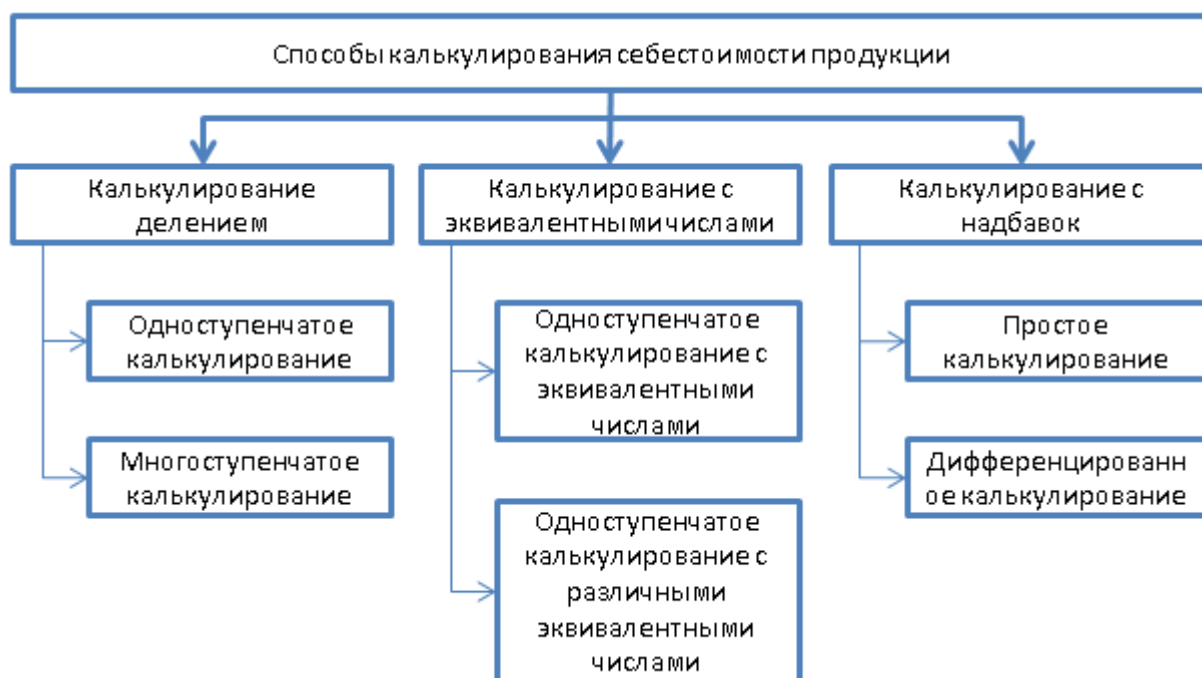 Способы калькулирования себестоимости продукции
Калькулирование
делением
Калькулирование с
эквивалентными числами
Калькулирование с
надбавок
Одноступенчатое
калькулирование
Многоступенчатое
калькулирование
Одноступенчатое
калькулирование с
эквивалентными
числами
Одноступенчатое
калькулирование с
различными
эквивалентными
числами
Простое
калькулирование
Дифференцированн
ое калькулирование